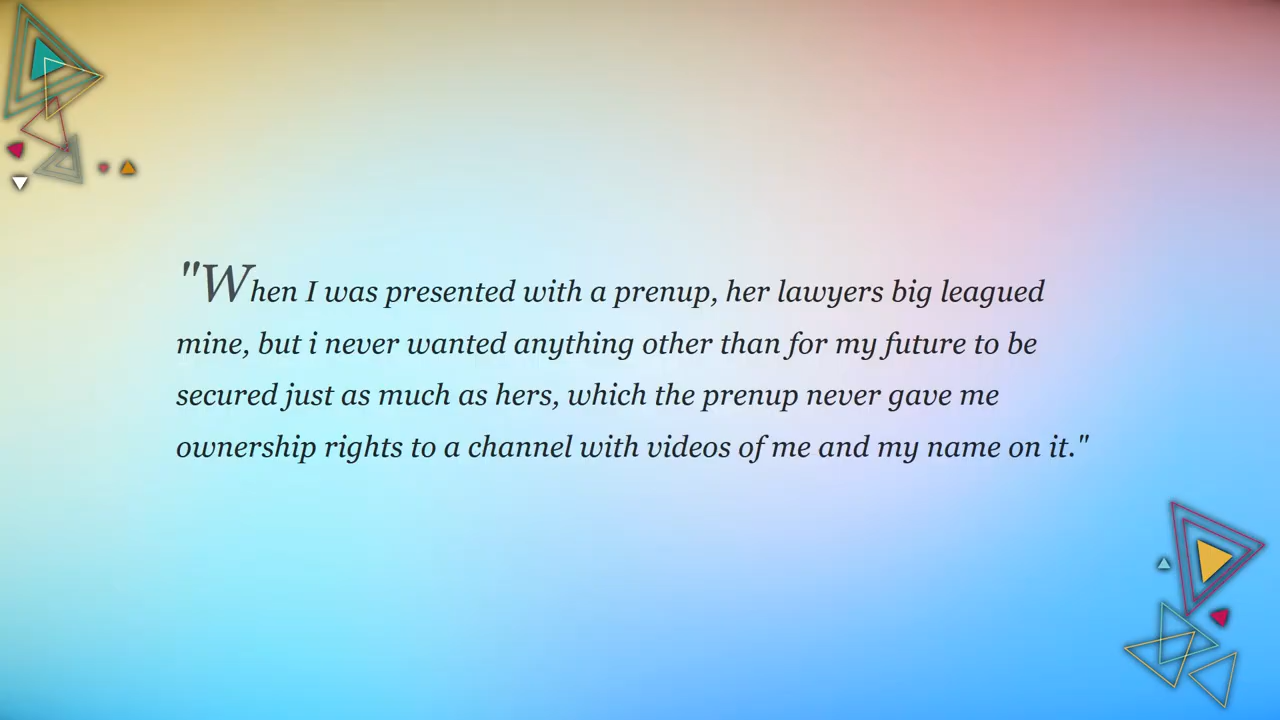 "When I was presented with a prenup, her lawyers big leagued
mine, but i never wanted anything other than for my future to be
secured just as much as hers, which the prenup never gave me
ownership rights to a channel with videos of me and my name on it."